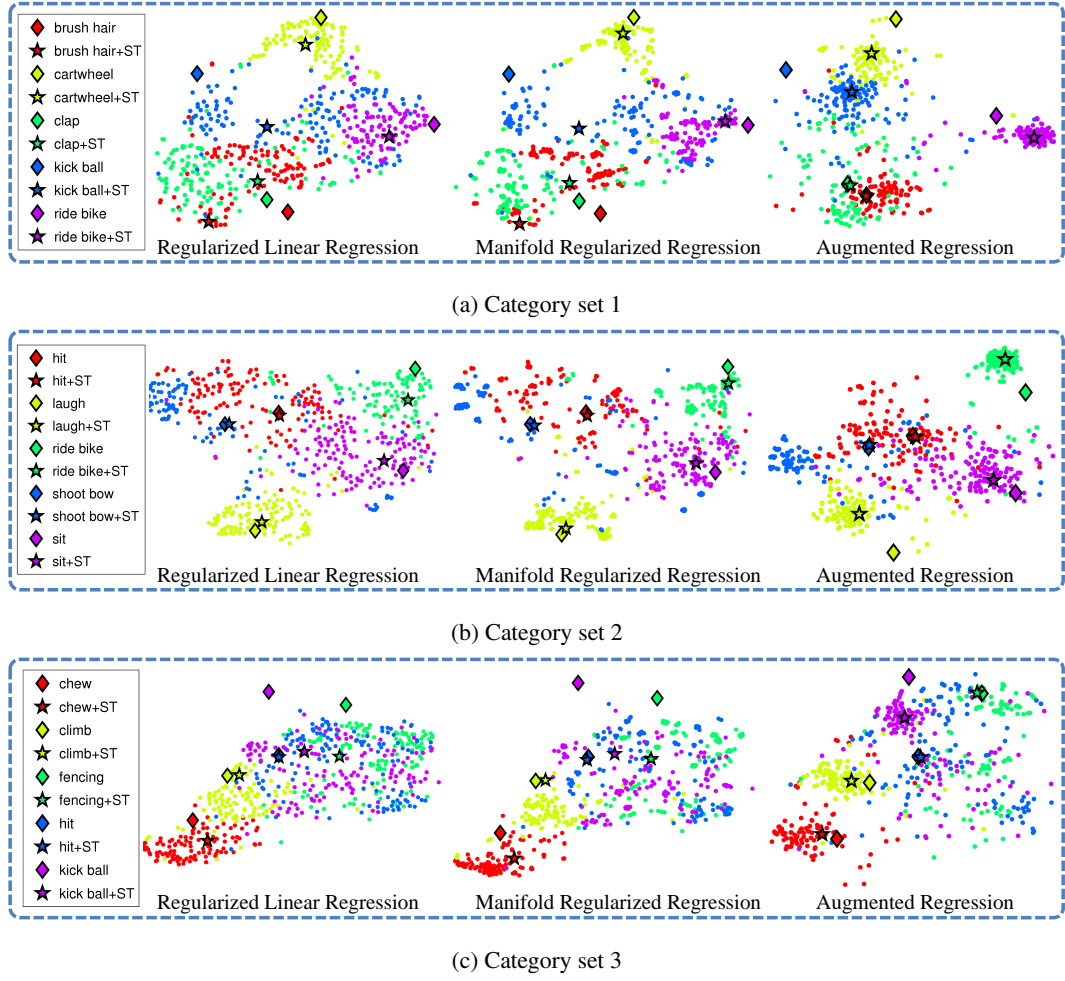 brush hair
brush hair+ST
cartwheel
cartwheel+ST
clap
clap+ST
kick ball
kick ball+ST
ride bike
ride bike+ST
Regularized Linear Regression
Manifold Regularized Regression
Augmented Regression
(a) Category set 1
hit
hit+ST
laugh
laugh+ST
ride bike
ride bike+ST
shoot bow
shoot bow+ST
sit
sit+ST
Regularized Linear Regression
Manifold Regularized Regression
Augmented Regression
(b) Category set 2
chew
chew+ST
climb
climb+ST
fencing
fencing+ST
hit
hit+ST
kick ball
kick ball+ST
Regularized Linear Regression
Manifold Regularized Regression
Augmented Regression
(c) Category set 3